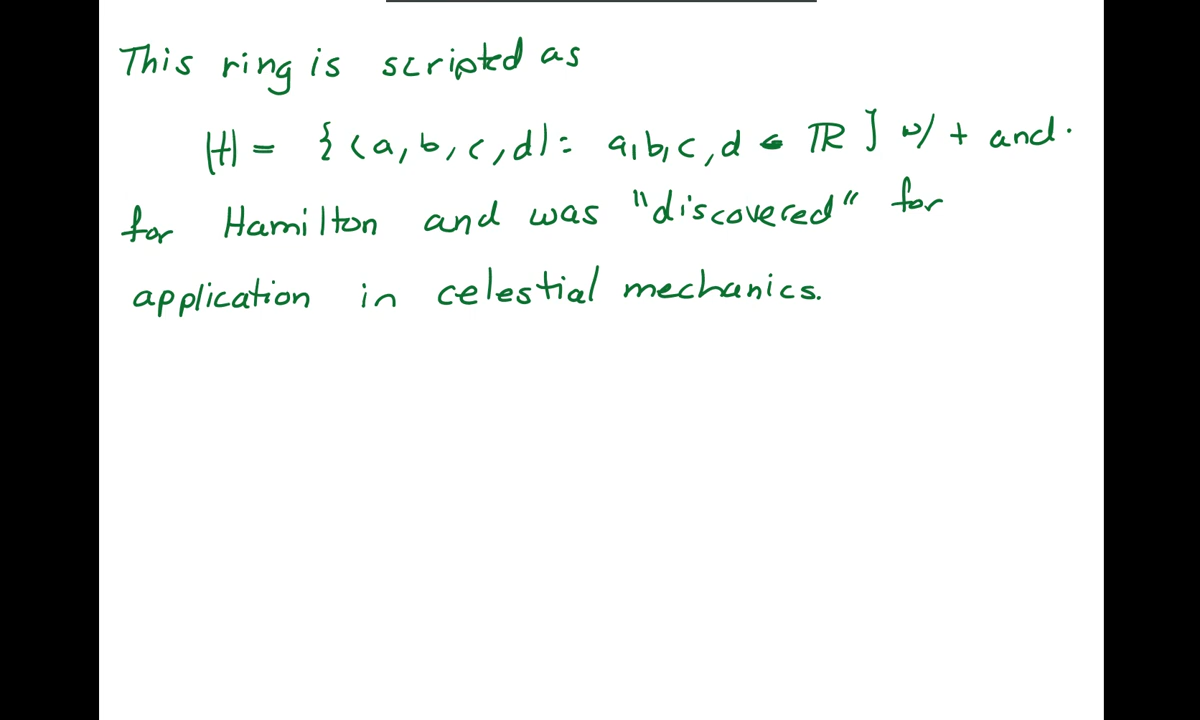 This ring is scripted as
ℍ = { (a, b, c, d) : a, b, c, d ∈ ℝ } w/ + and ·
for Hamilton and was "discovered" for
application in celestial mechanics.